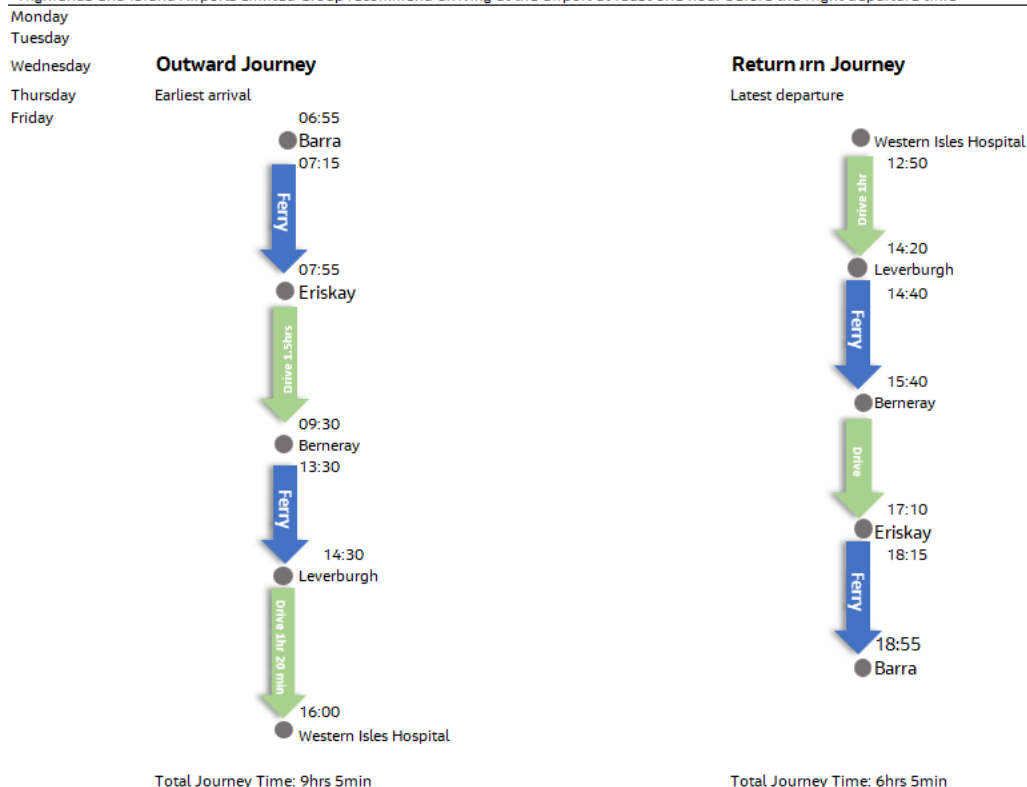 Monday
Tuesday
Wednesday
Thursday
Friday
Outward Journey
Earliest arrival
06:55
Barra
07:15
Ferry
07:55
Eriskay
Drive 1.5hrs
09:30
Berneray
13:30
Ferry
14:30
Leverburgh
Drive 1hr 20 min
16:00
Western Isles Hospital
Total Journey Time: 9hrs 5min
Return Journey
Latest departure
Western Isles Hospital
12:50
Drive 1hr
14:20
Leverburgh
14:40
Ferry
15:40
Berneray
Drive
17:10
Eriskay
18:15
Ferry
18:55
Barra
Total Journey Time: 6hrs 5min